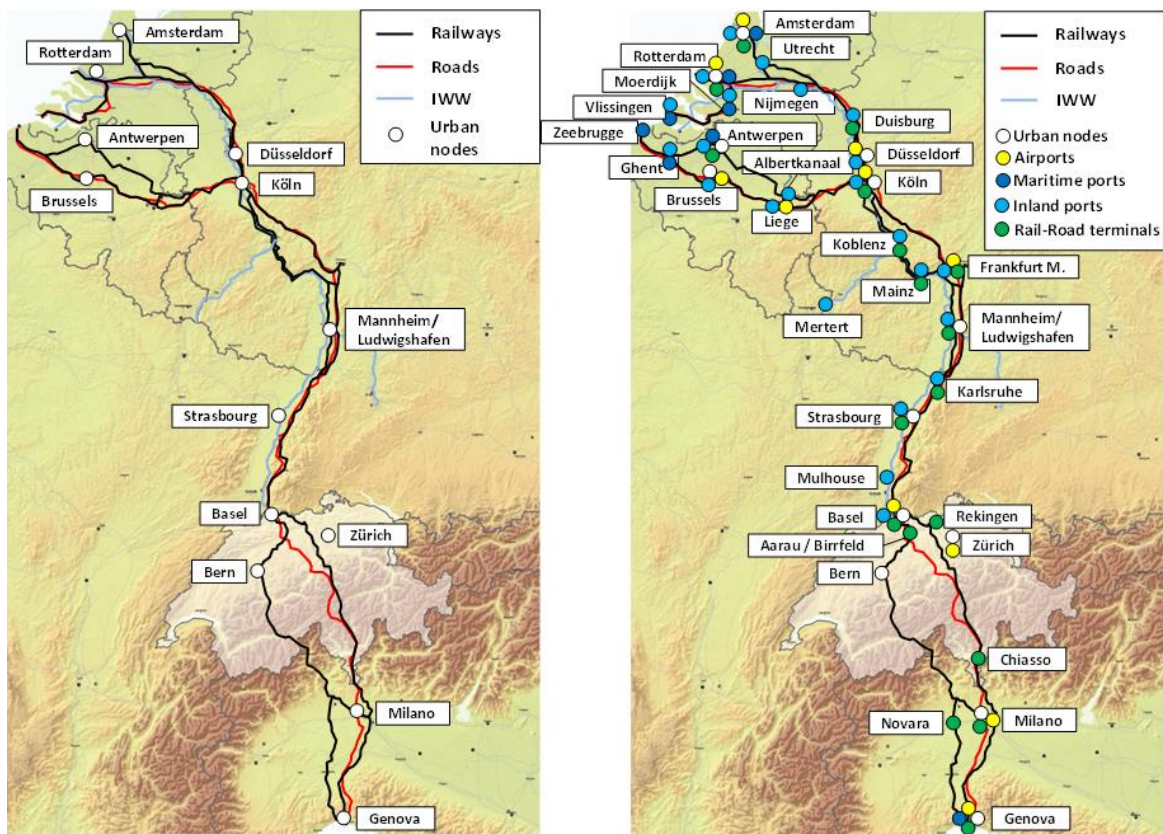 Amsterdam
Rotterdam
Antwerpen
Brussels
Düsseldorf
Köln
Mannheim/
Ludwigshafen
Strasbourg
Basel
Zürich
Bern
Milano
Genova
Railways
Roads
IWW
Urban
nodes
Amsterdam
Utrecht
Rotterdam
Moerdijk
Nijmegen
Vlissingen
Zeebrugge
Antwerpen
Duisburg
Albertkanaal
Düsseldorf
Ghent
Köln
Brussels
Liege
Koblenz
Frankfurt M.
Mainz
Mertert
Mannheim/
Ludwigshafen
Karlsruhe
Strasbourg
Mulhouse
Basel
Rekingen
Aarau / Birrfeld
Zürich
Bern
Chiasso
Novara
Milano
Genova
Railways
Roads
IWW
Urban nodes
Airports
Maritime ports
Inland ports
Rail-Road terminals